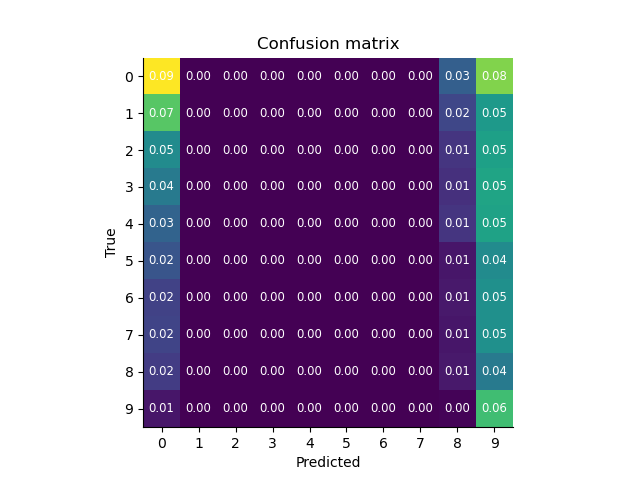 Confusion matrix
0 0.09 0.00 0.00 0.00 0.00 0.00 0.00 0.00 0.03 0.08
1 0.07 0.00 0.00 0.00 0.00 0.00 0.00 0.00 0.02 0.05
2 0.05 0.00 0.00 0.00 0.00 0.00 0.00 0.00 0.01 0.05
3 0.04 0.00 0.00 0.00 0.00 0.00 0.00 0.00 0.01 0.05
4 0.03 0.00 0.00 0.00 0.00 0.00 0.00 0.00 0.01 0.05
True
5 0.02 0.00 0.00 0.00 0.00 0.00 0.00 0.00 0.01 0.04
6 0.02 0.00 0.00 0.00 0.00 0.00 0.00 0.00 0.01 0.05
7 0.02 0.00 0.00 0.00 0.00 0.00 0.00 0.00 0.01 0.05
8 0.02 0.00 0.00 0.00 0.00 0.00 0.00 0.00 0.01 0.04
9 0.01 0.00 0.00 0.00 0.00 0.00 0.00 0.00 0.00 0.06
0 1 2 3 4 5 6 7 8 9
Predicted